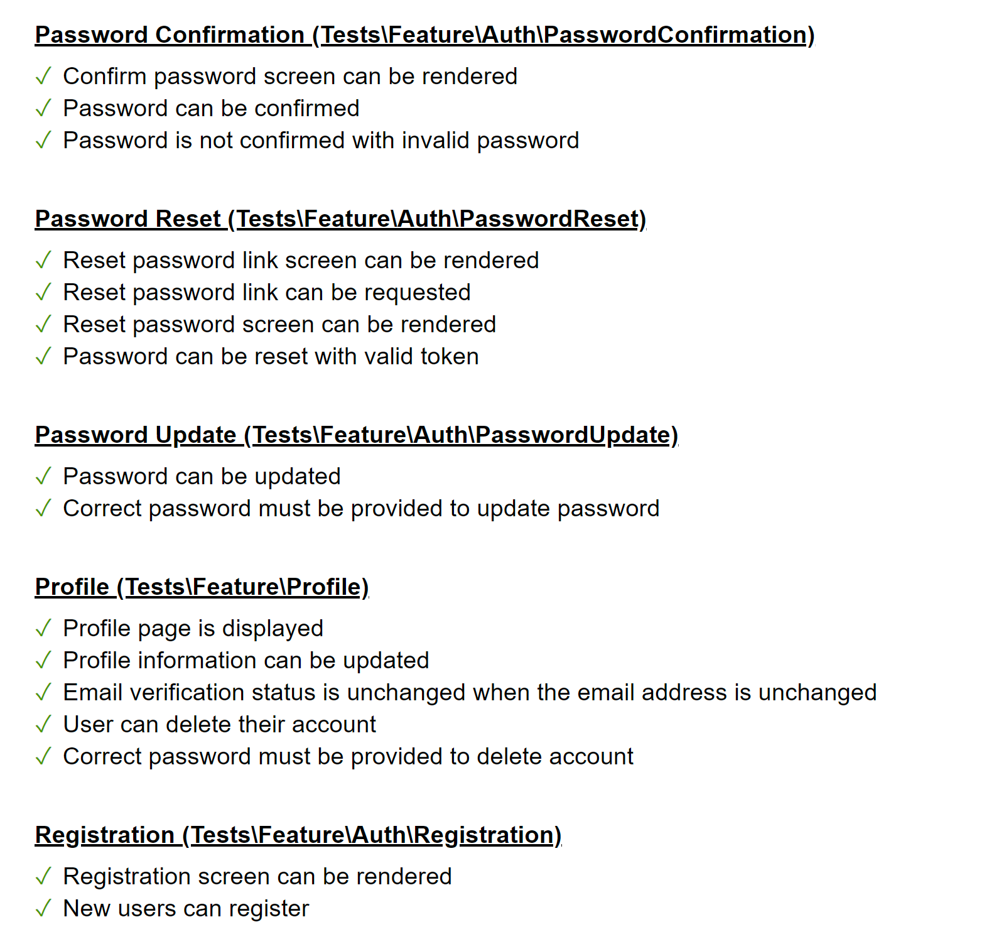 Password Confirmation (Tests\Feature\Auth\PasswordConfirmation)
✓ Confirm password screen can be rendered
✓ Password can be confirmed
✓ Password is not confirmed with invalid password
Password Reset (Tests\Feature\Auth\PasswordReset)
✓ Reset password link screen can be rendered
✓ Reset password link can be requested
✓ Reset password screen can be rendered
✓ Password can be reset with valid token
Password Update (Tests\Feature\Auth\PasswordUpdate)
✓ Password can be updated
✓ Correct password must be provided to update password
Profile (Tests\Feature\Profile)
✓ Profile page is displayed
✓ Profile information can be updated
✓ Email verification status is unchanged when the email address is unchanged
✓ User can delete their account
✓ Correct password must be provided to delete account
Registration (Tests\Feature\Auth\Registration)
✓ Registration screen can be rendered
✓ New users can register